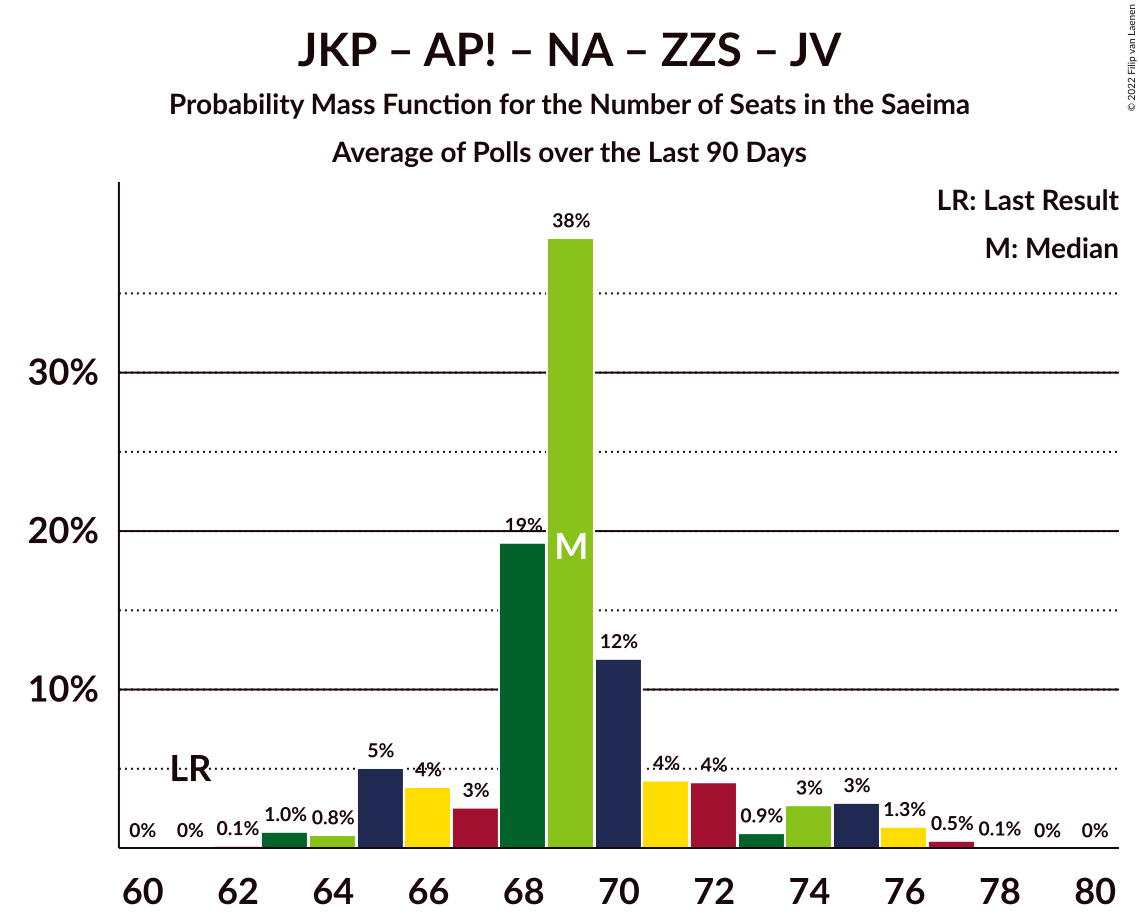 JKP – AP! – NA – ZZS – JV
Probability Mass Function for the Number of Seats in the Saeima
Average of Polls over the Last 90 Days
© 2022 Filip van Laenen
LR: Last Result
M: Median
30%
20%
10%
LR
M
0%
0%
0.1%
1.0%
0.8%
5%
4%
3%
19%
38%
12%
4%
4%
0.9%
3%
3%
1.3%
0.5%
0.1%
0%
0%
60 62 64 66 68 70 72 74 76 78 80